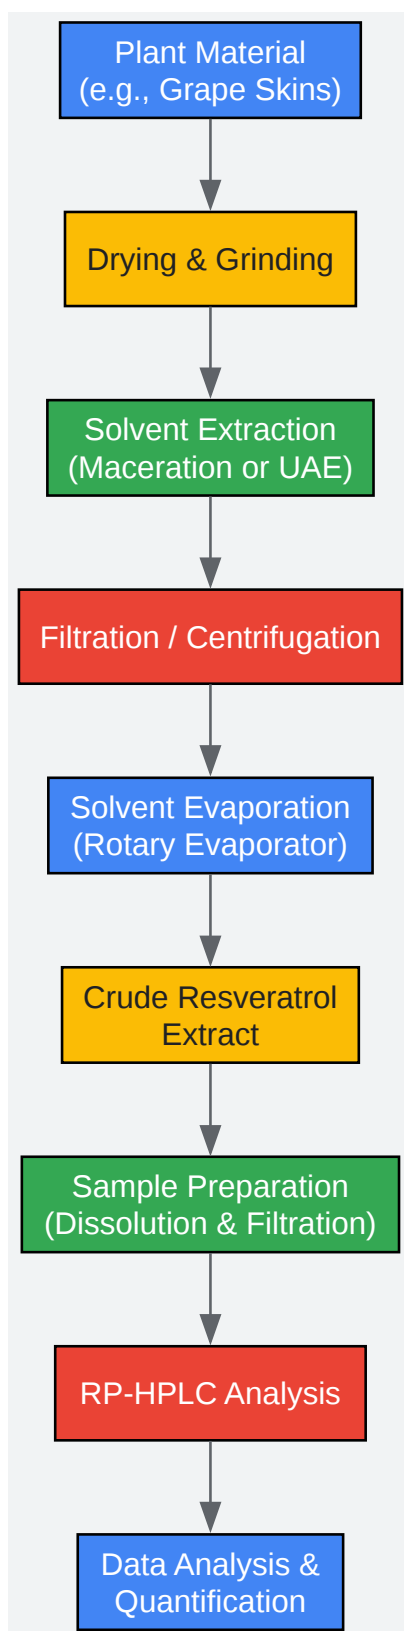 Plant Material
(e.g., Grape Skins)
Drying & Grinding
Solvent Extraction
(Maceration or UAE)
Filtration / Centrifugation
Solvent Evaporation
(Rotary Evaporator)
Crude Resveratrol
Extract
Sample Preparation
(Dissolution & Filtration)
RP-HPLC Analysis
Data Analysis &
Quantification